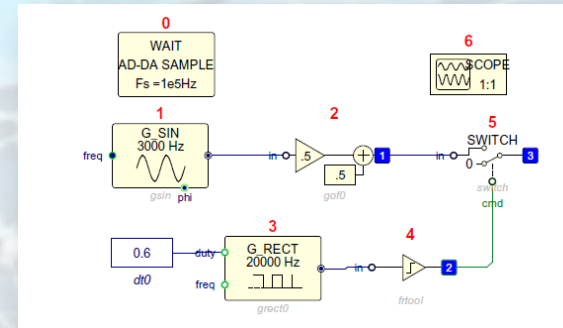 0
WAIT
AD-DA SAMPLE
Fs =1e5Hz
6
SCOPE
1:1
1
G_SIN
3000 Hz
freq
phi
gsin
2
in
.5
.5
1
gof0
5
SWITCH
in
0
3
switch
cmd
3
0.6
dt0
duty
G_RECT
20000 Hz
freq
grect0
4
in
2
frtool